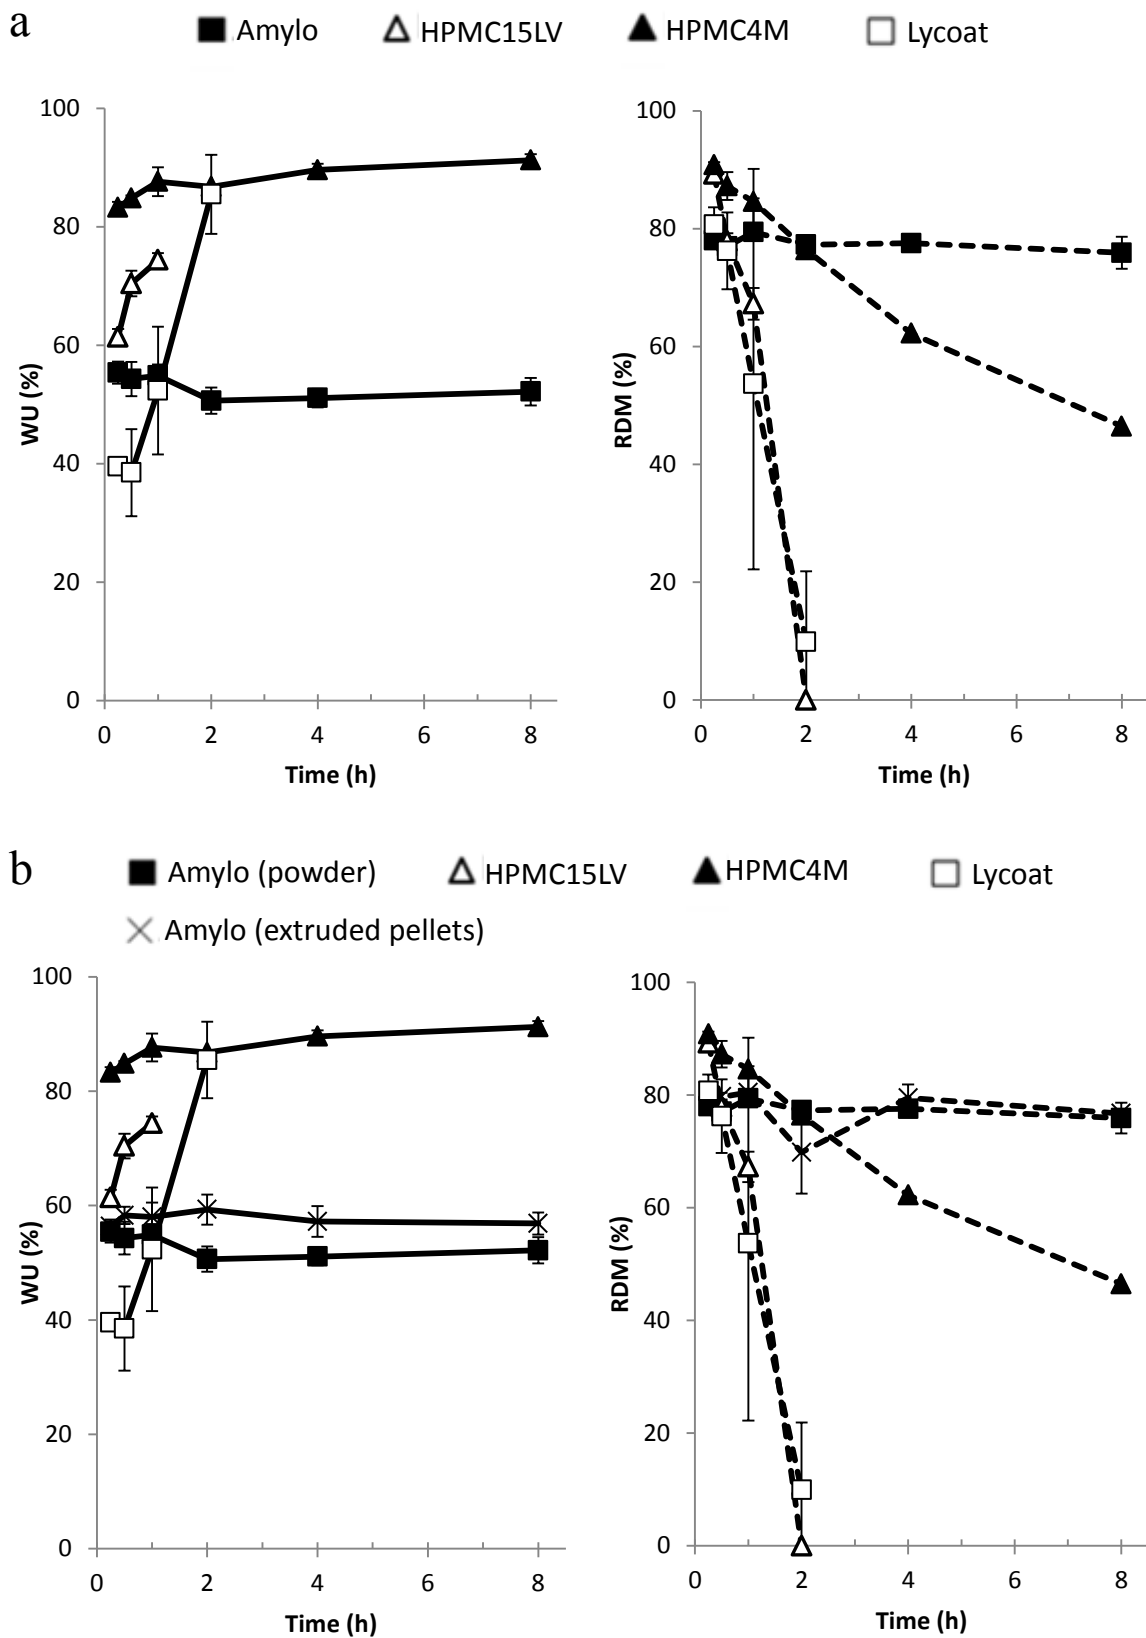 a
Amylo HPMC15LV HPMC4M Lycoat
100
80
60
40
20
0
WU (%)
0 2 4 6 8
Time (h)
100
80
60
40
20
0
RDM (%)
0 2 4 6 8
Time (h)
b
Amylo (powder) HPMC15LV HPMC4M Lycoat
Amylo (extruded pellets)
100
80
60
40
20
0
WU (%)
0 2 4 6 8
Time (h)
100
80
60
40
20
0
RDM (%)
0 2 4 6 8
Time (h)